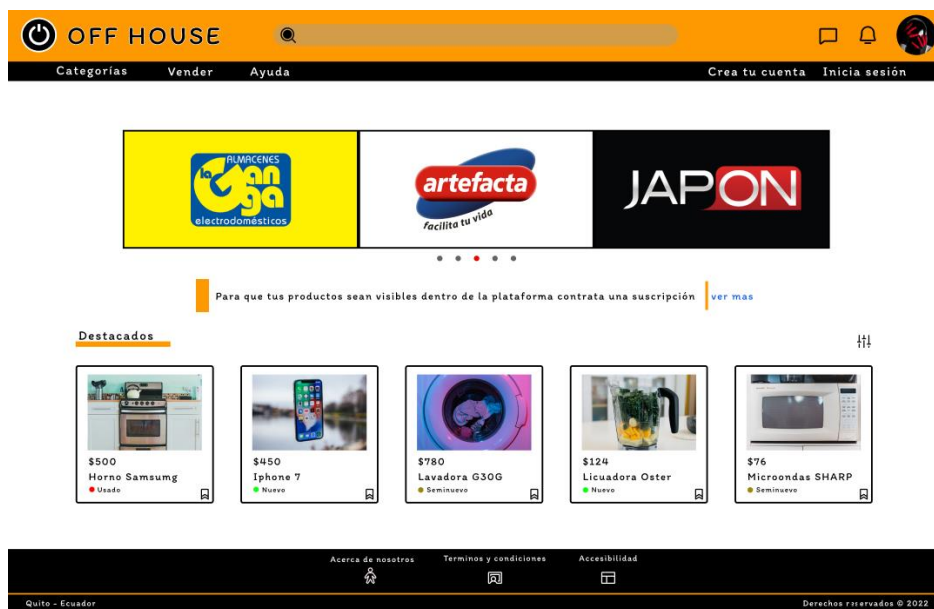 OFF HOUSE
Categorías Vender Ayuda Crea tu cuenta Inicia sesión
ALMACENES
la Ganga
electrodomésticos
artefacta
facilita tu vida
JAPON
Para que tus productos sean visibles dentro de la plataforma contrata una suscripción ver mas
Destacados
$500
Horno Samsumg
Usado
$450
Iphone 7
Nuevo
$780
Lavadora G30G
Seminuevo
$124
Licuadora Oster
Nuevo
$76
Microondas SHARP
Seminuevo
Acerca de nosotros Terminos y condiciones Accesibilidad
Quito - Ecuador Derechos reservados © 2022